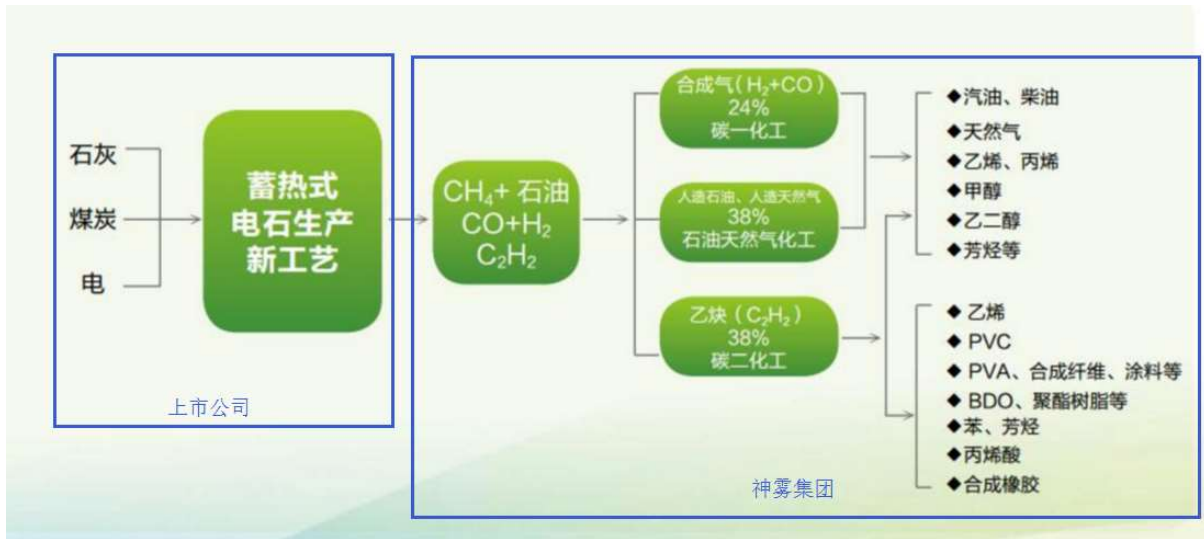 石灰
煤炭
电
蓄热式
电石生产
新工艺
上市公司
CH₄+ 石油
CO+H₂
C₂H₂
合成气(H₂+CO)
24%
碳一化工
人造石油、人造天然气
38%
石油天然气化工
乙炔(C₂H₂)
38%
碳二化工
◆汽油、柴油
◆天然气
◆乙烯、丙烯
◆甲醇
◆乙二醇
◆芳烃等
◆ 乙烯
◆ PVC
◆ PVA、合成纤维、涂料等
◆ BDO、聚酯树脂等
◆苯、芳烃
◆丙烯酸
◆合成橡胶
神雾集团